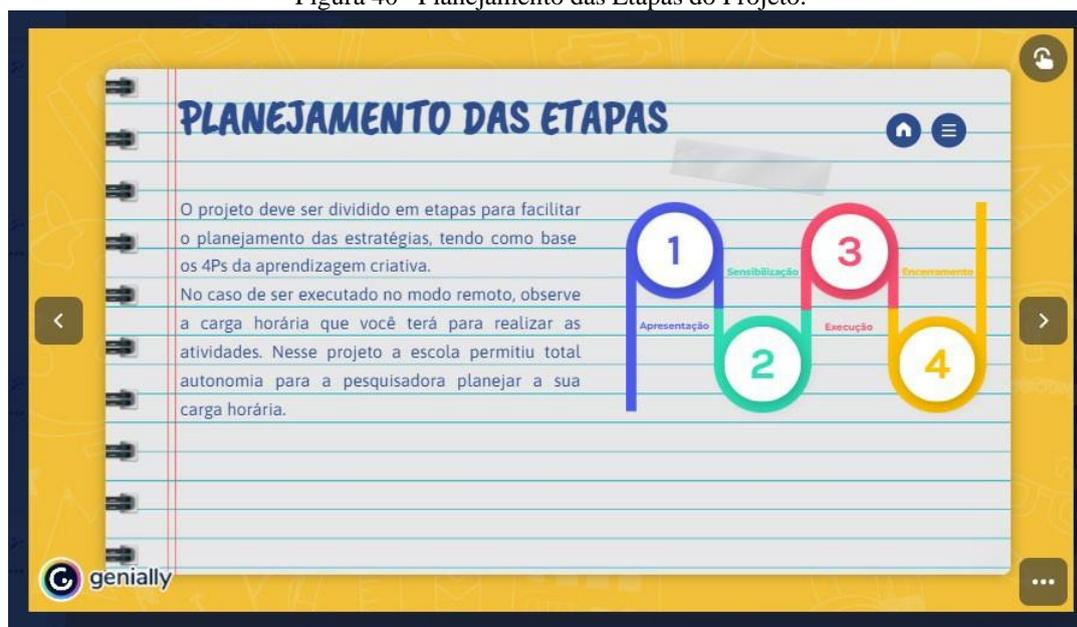 Figura 46 - Planejamento das Etapas do Projeto.
PLANEJAMENTO DAS ETAPAS
O projeto deve ser dividido em etapas para facilitar
o planejamento das estratégias, tendo como base
os 4Ps da aprendizagem criativa.
No caso de ser executado no modo remoto, observe
a carga horária que você terá para realizar as
atividades. Nesse projeto a escola permitiu total
autonomia para a pesquisadora planejar a sua
carga horária.
1
Apresentação
Sensibilização
2
3
Execução
Encerramento
4
genially